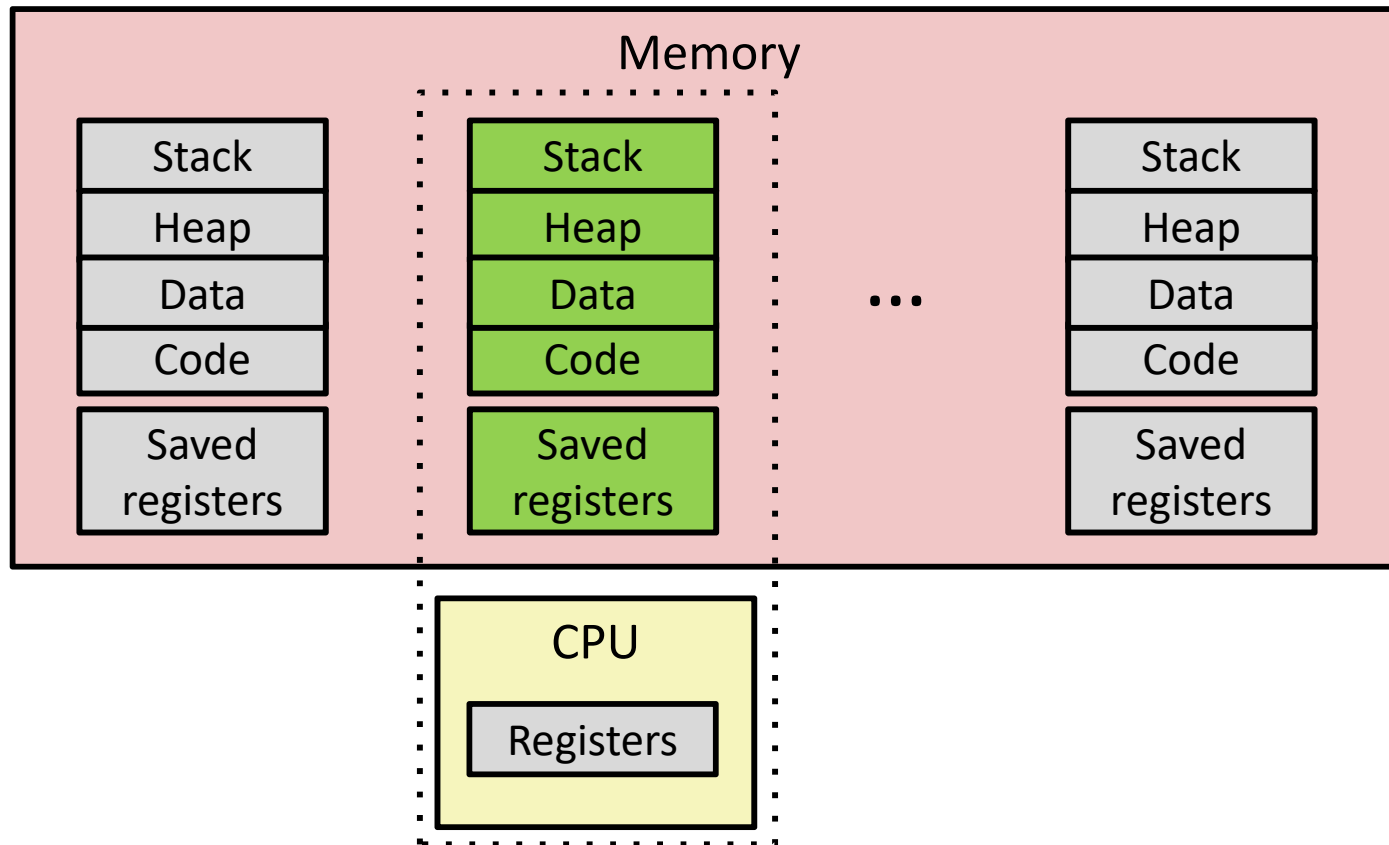 Memory
Stack
Heap
Data
Code
Saved
registers
Stack
Heap
Data
Code
Saved
registers
...
Stack
Heap
Data
Code
Saved
registers
CPU
Registers